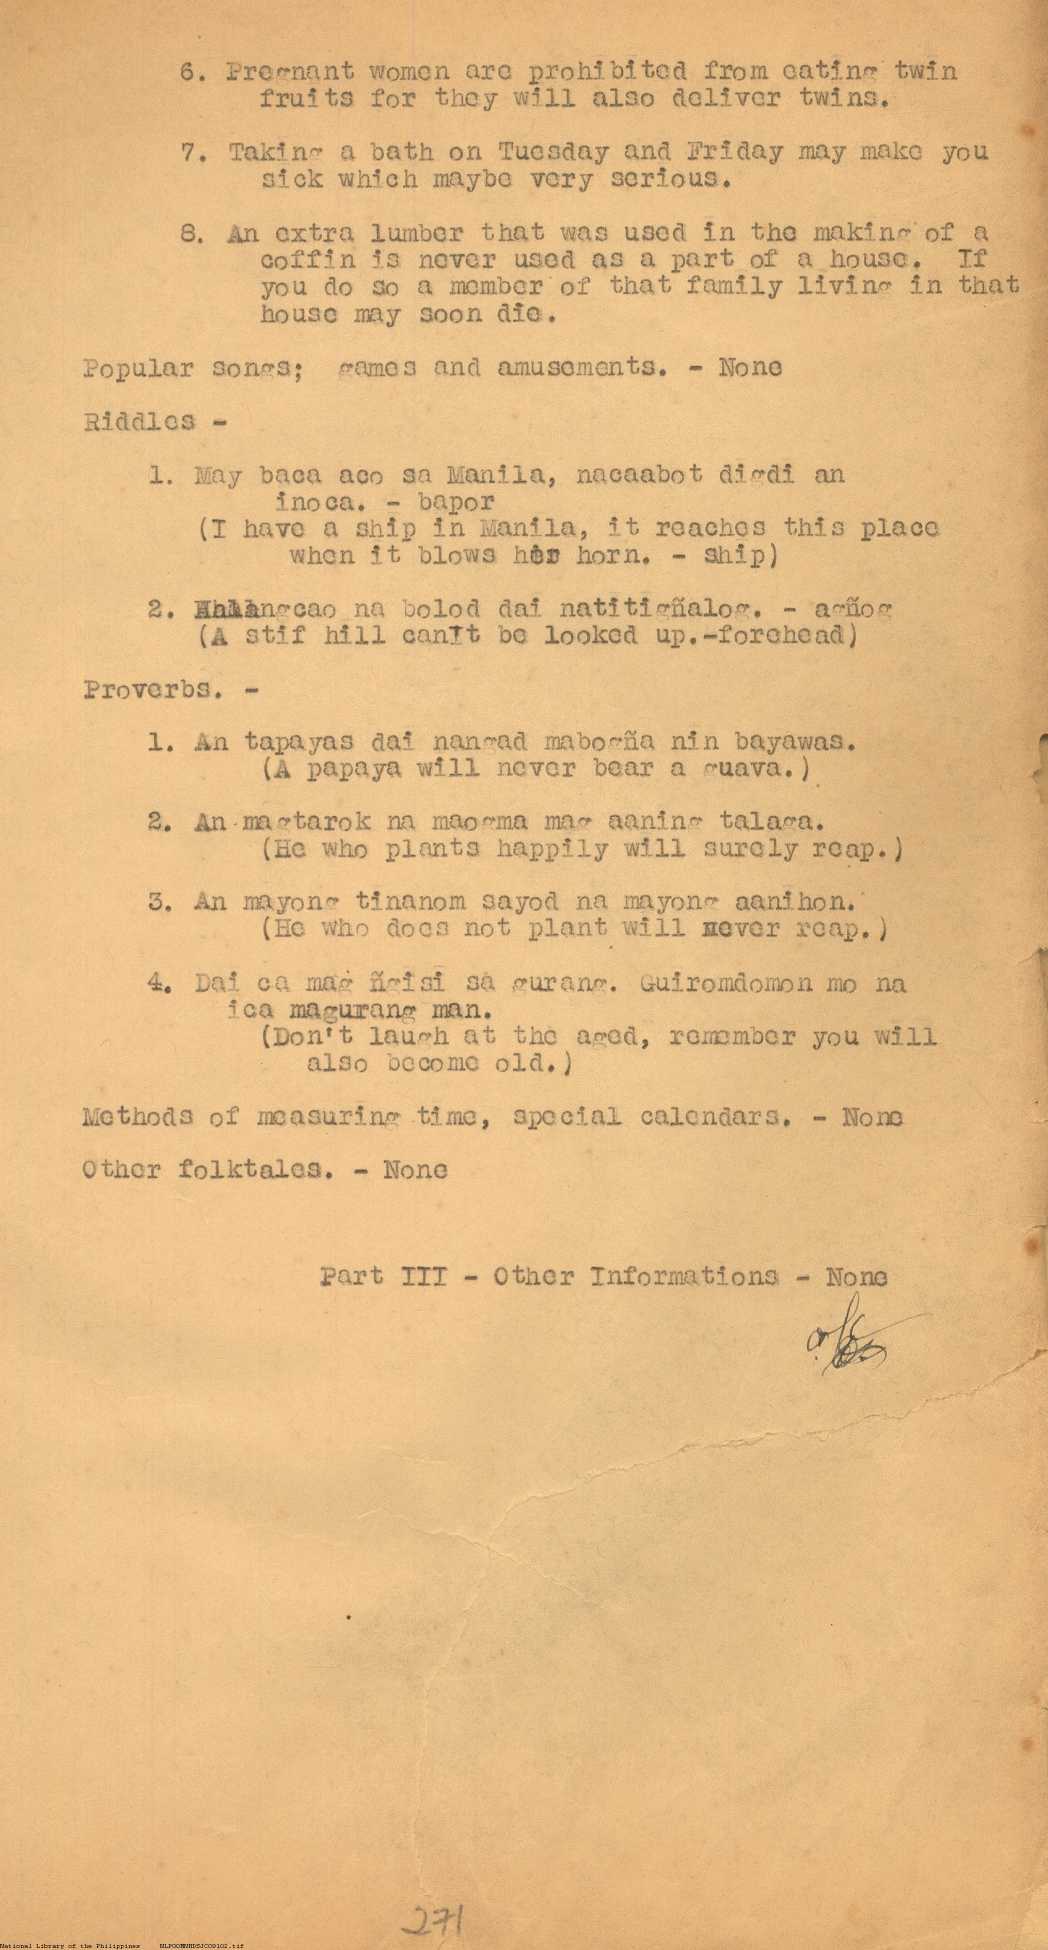 6. Pregnant women are prohibited from eating twin
fruits for they will also deliver twins.
7. Taking a bath on Tuesday and Friday may make you
sick which maybe very serious.
8. An extra lumber that was used in the making of a
coffin is never used as a part of a house. If
you do so a member of that family living in that
house may soon die.
Popular songs; games and amusements. - None
Riddles -
1. May baca aco sa Manila, nacaabot digdi an
inoca. - bapor
(I have a ship in Manila, it reaches this place
when it blows her horn. - ship)
2. na bolod dai natitigñalog. - agñog
(A stif hill canIt be looked up.-forehead)
Proverbs. -
1. An tapayas dai nangad mabogña nin bayawas.
(A papaya will never bear a guava.)
2. An magtarok na maogma mag aaning talaga.
(He who plants happily will surely reap.)
3. An mayong tinanom sayod na mayong aanihon.
(He who does not plant will never reap.)
4. Dai ca mag ñgisi sa gurang. Guiromdomon mo na
ica magurang man.
(Don't laugh at the aged, remember you will
also become old.)
Methods of measuring time, special calendars. - None
Other folktales. - None
Part III - Other Informations - None
271
National Library of the Philippines